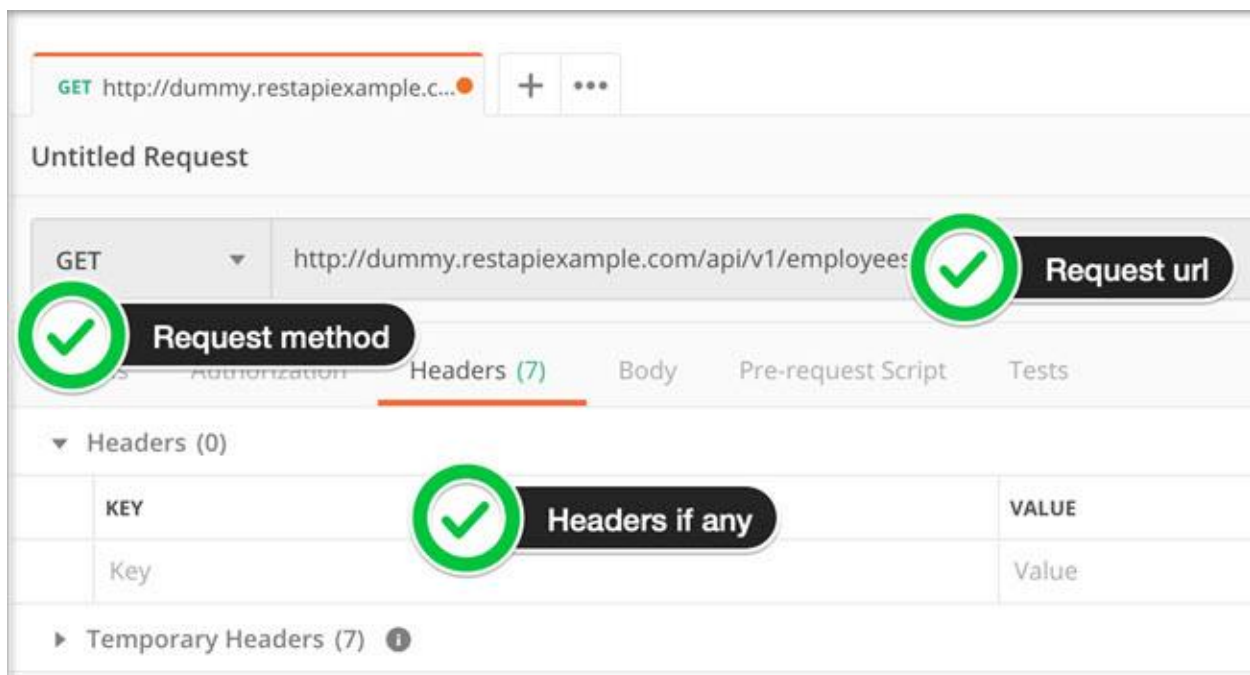 GET http://dummy.restapiexample.c...
Untitled Request
GET http://dummy.restapiexample.com/api/v1/employees
Request url
Request method
Authorization Headers (7) Body Pre-request Script Tests
Headers (0)
KEY VALUE
Headers if any
Key Value
Temporary Headers (7)